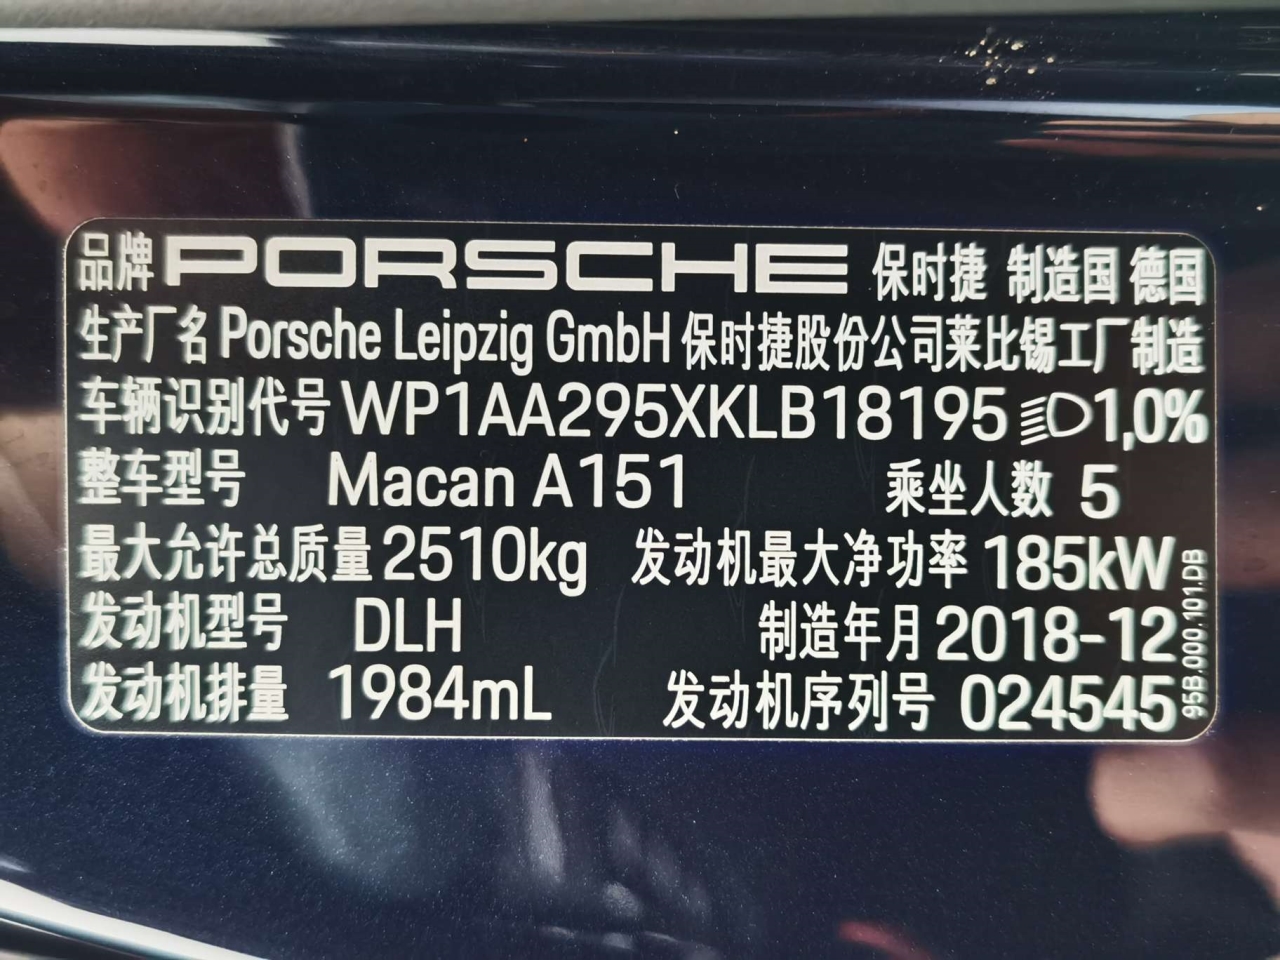 品牌 PORSCHE 保时捷 制造国 德国
生产厂名 Porsche Leipzig GmbH 保时捷股份公司莱比锡工厂制造
车辆识别代号 WP1AA295XKLB18195 1,0%
整车型号 Macan A151 乘坐人数 5
最大允许总质量 2510kg 发动机最大净功率 185kW
发动机型号 DLH 制造年月 2018-12
发动机排量 1984mL 发动机序列号 024545
95B.000.101.DB